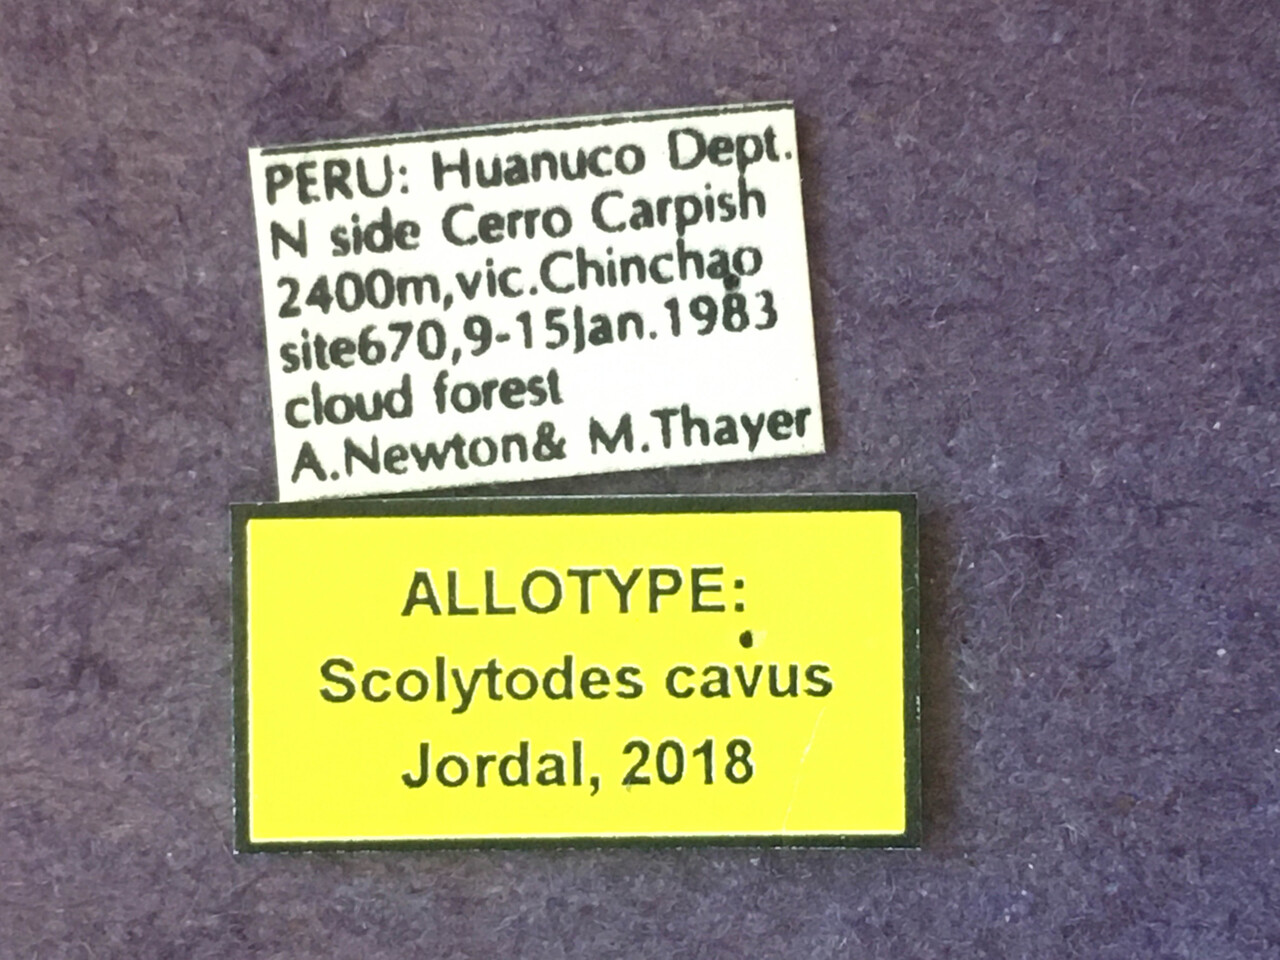 PERU: Huanuco Dept.
N side Cerro Carpish
2400m,vic.Chinchao
site670,9-15Jan.1983
cloud forest
A.Newton& M.Thayer
ALLOTYPE:
Scolytodes cavus
Jordal, 2018